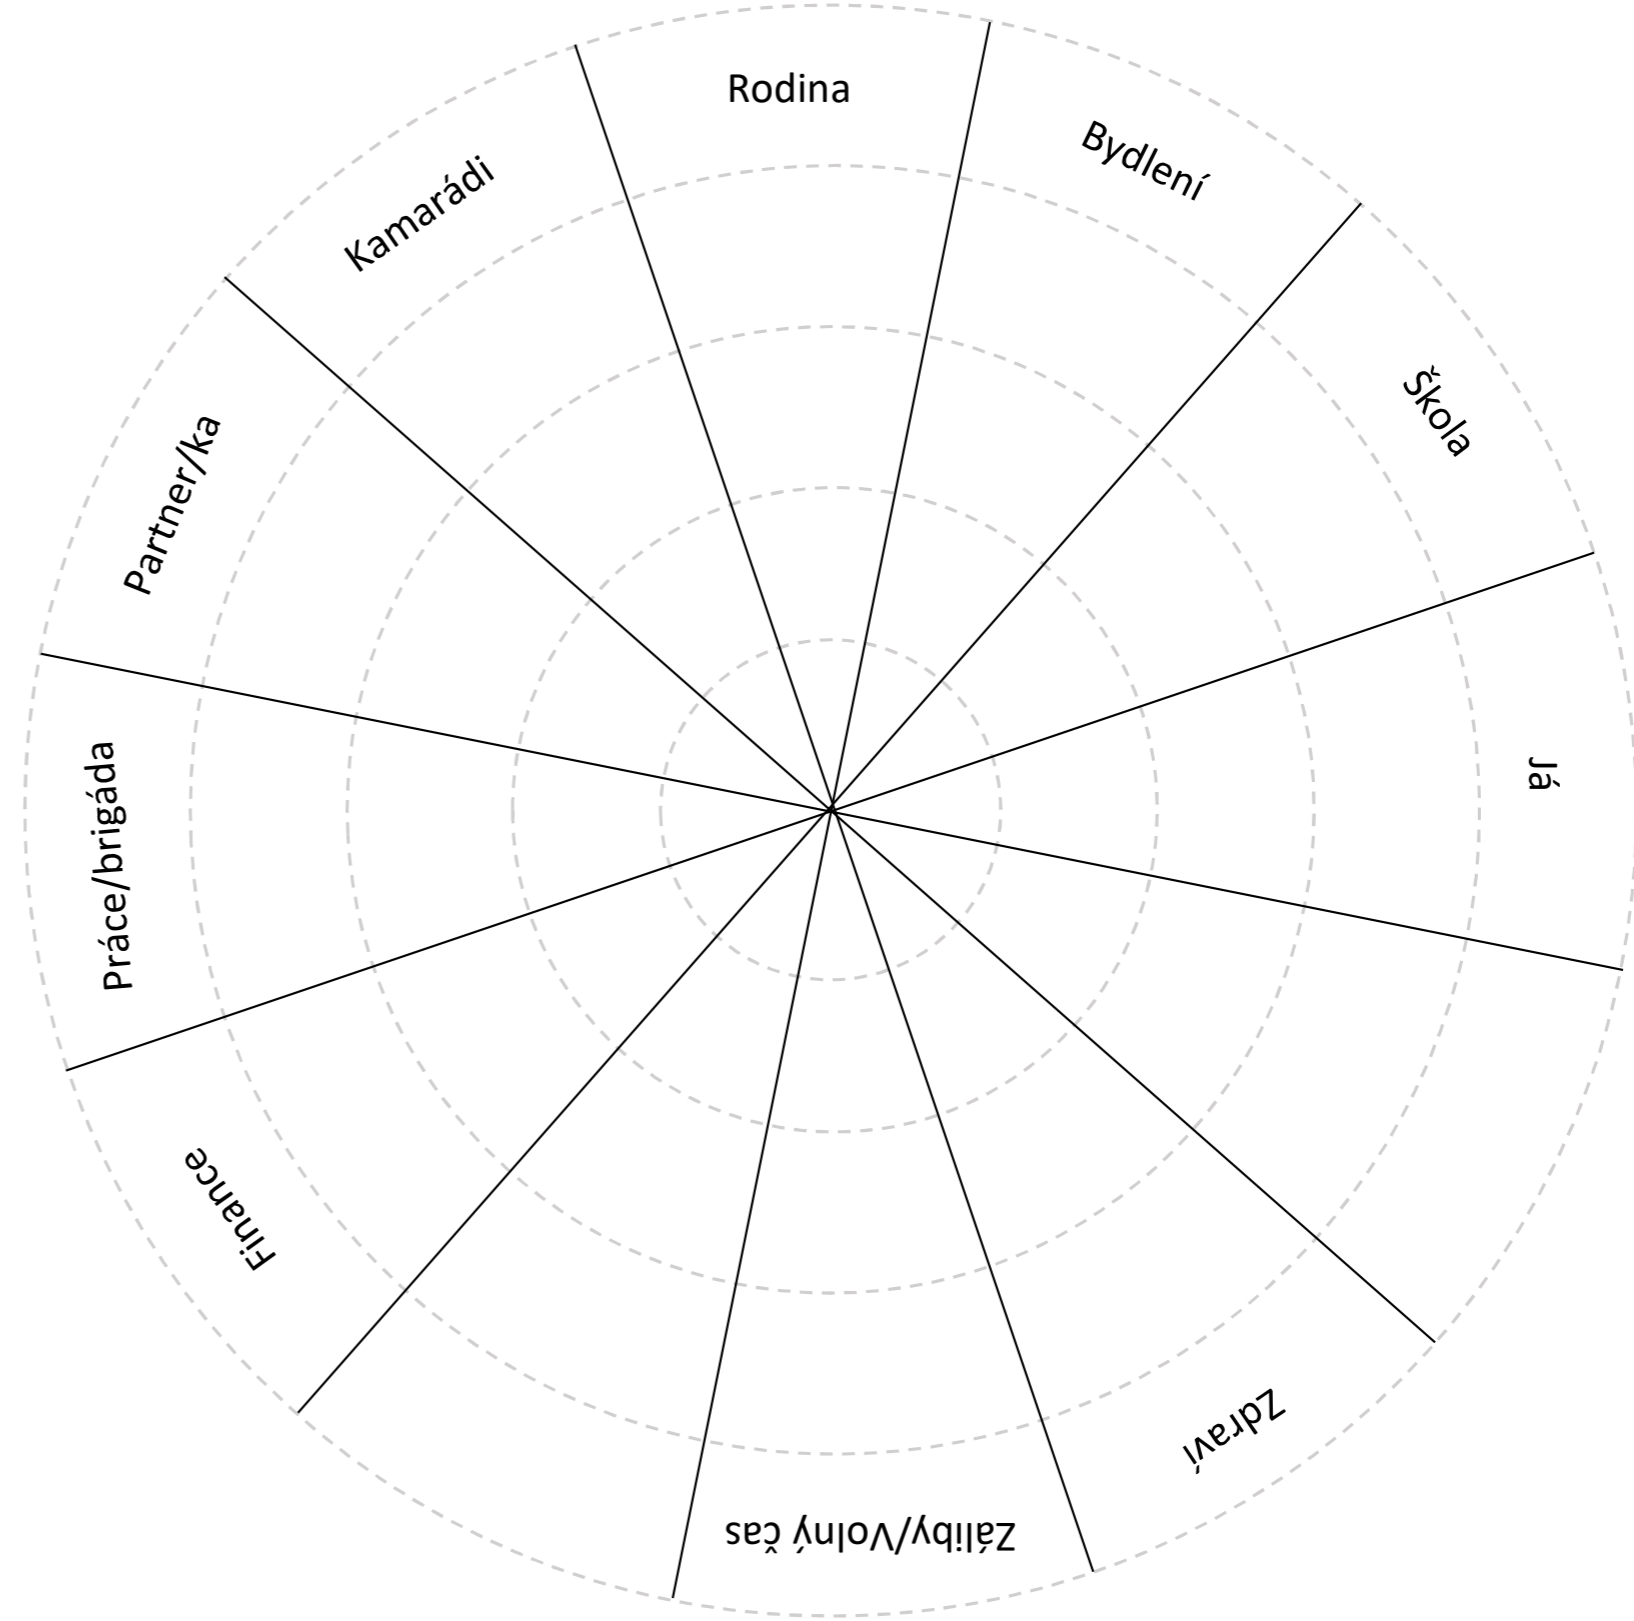 Rodina
Bydlení
Škola
Já
Zdraví
Záliby/Volný čas
Finance
Práce/brigáda
Partner/ka
Kamarádi